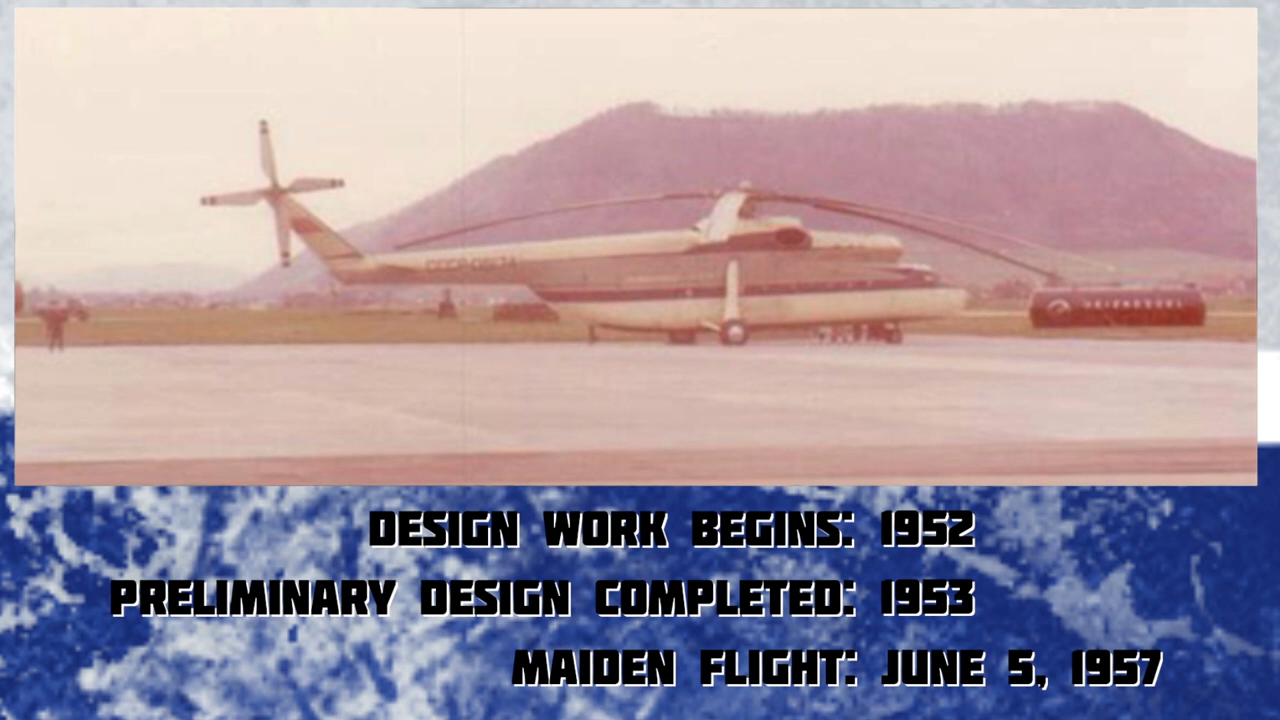 DESIGN WORK BEGINS: 1952
PRELIMINARY DESIGN COMPLETED: 1953
MAIDEN FLIGHT: JUNE 5, 1957